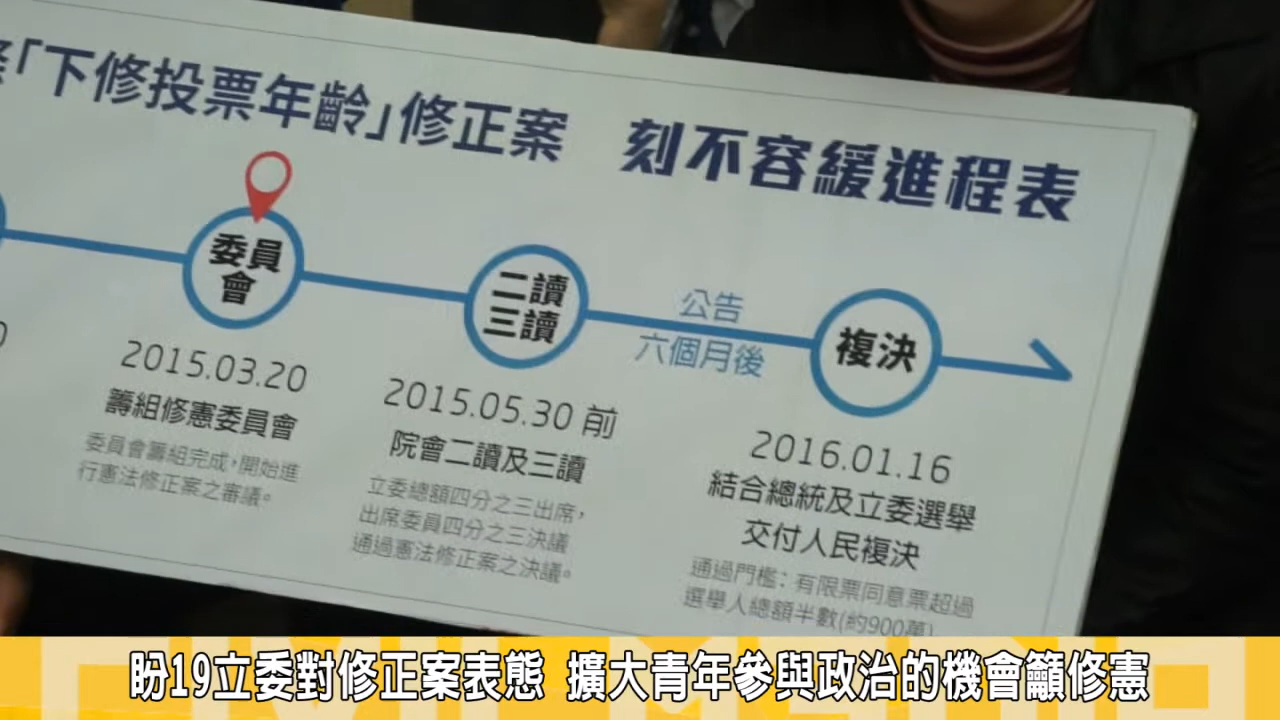 「下修投票年齡」修正案 刻不容緩進程表
委員
會
二讀
三讀
公告
六個月後
複決
2015.03.20
籌組修憲委員會
委員會籌組完成，開始進
行憲法修正案之審議。
2015.05.30 前
院會二讀及三讀
立委總額四分之三出席，
出席委員四分之三決議
通過憲法修正案之決議。
2016.01.16
結合總統及立委選舉
交付人民複決
通過門檻：有限票同意票超過
選舉人總額半數(約900萬)
盼19立委對修正案表態 擴大青年參與政治的機會籲修憲